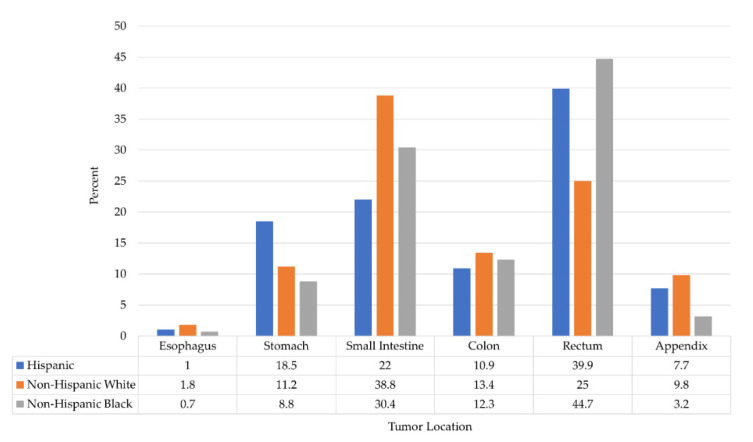 50
45
40
35
30
25
20
15
10
5
0
Percent
Esophagus Stomach Small Intestine Colon Rectum Appendix
Hispanic 1 18.5 22 10.9 39.9 7.7
Non-Hispanic White 1.8 11.2 38.8 13.4 25 9.8
Non-Hispanic Black 0.7 8.8 30.4 12.3 44.7 3.2
Tumor Location